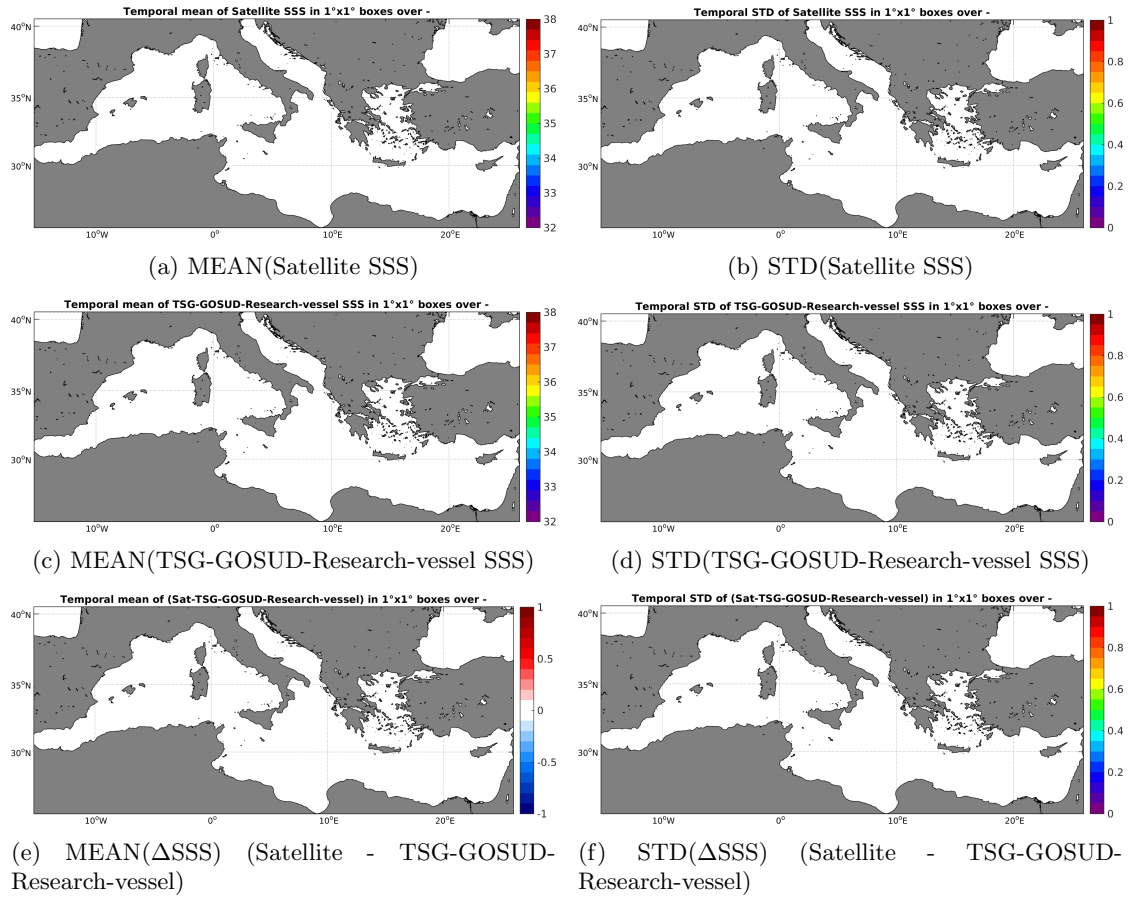 Temporal mean of Satellite SSS in 1°x1° boxes over -
40°N
35°N
30°N
10°W
0°
10°E
20°E
38
37
36
35
34
33
32
(a) MEAN(Satellite SSS)
Temporal STD of Satellite SSS in 1°x1° boxes over -
40°N
35°N
30°N
10°W
0°
10°E
20°E
1
0.8
0.6
0.4
0.2
0
(b) STD(Satellite SSS)
Temporal mean of TSG-GOSUD-Research-vessel SSS in 1°x1° boxes over -
40°N
35°N
30°N
10°W
0°
10°E
20°E
38
37
36
35
34
33
32
(c) MEAN(TSG-GOSUD-Research-vessel SSS)
Temporal STD of TSG-GOSUD-Research-vessel SSS in 1°x1° boxes over -
40°N
35°N
30°N
10°W
0°
10°E
20°E
1
0.8
0.6
0.4
0.2
0
(d) STD(TSG-GOSUD-Research-vessel SSS)
Temporal mean of (Sat-TSG-GOSUD-Research-vessel) in 1°x1° boxes over -
40°N
35°N
30°N
10°W
0°
10°E
20°E
1
0.5
0
-0.5
-1
(e) MEAN(ΔSSS) (Satellite - TSG-GOSUD-
Research-vessel)
Temporal STD of (Sat-TSG-GOSUD-Research-vessel) in 1°x1° boxes over -
40°N
35°N
30°N
10°W
0°
10°E
20°E
1
0.8
0.6
0.4
0.2
0
(f) STD(ΔSSS) (Satellite - TSG-GOSUD-
Research-vessel)